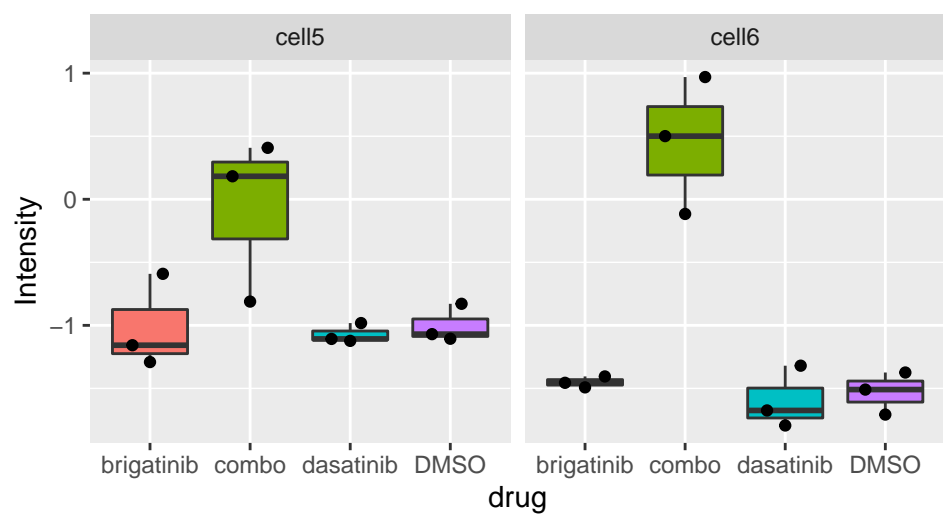 cell5 cell6
Intensity
1
0
−1
brigatinib combo dasatinib DMSO brigatinib combo dasatinib DMSO
drug